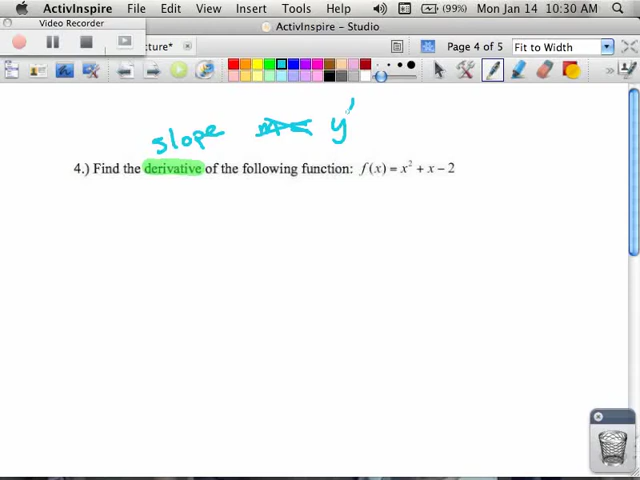 ActivInspire File Edit View Insert Tools Help (99%) Mon Jan 14 10:30 AM
Video Recorder
ActivInspire - Studio
cture* Page 4 of 5 Fit to Width
slope y'
4.) Find the derivative of the following function: f(x) = x² + x − 2